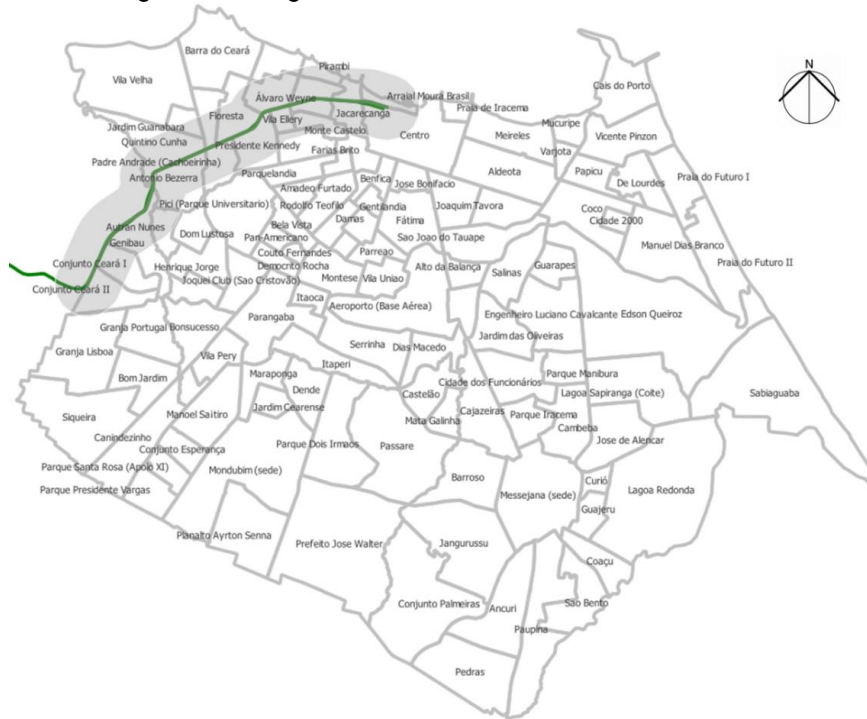 Barra do Ceará
Pirambi
Vila Velha
Cais do Porto
N
Álvaro Weyne
Arraial Moura Brasil
Praia de Iracema
Floresta
Vila Ellery
Jacarecanga
Jardim Guanabara
Quintino Cunha
Monte Castelo
Centro
Meireles
Mucuripe
Vicente Pinzon
Presidente Kennedy
Farias Brito
Varjota
Padre Andrade (Cachoeirinha)
Antonio Bezerra
Parquelandia
Benfica
Jose Bonifacio
Aldeota
Papicu
De Lourdes
Praia do Futuro I
Amadeu Furtado
Pici (Parque Universitario)
Rodolfo Teofilo
Gentilandia
Joaquim Tavora
Coco
Cidade 2000
Autran Nunes
Bela Vista
Damas
Fátima
Dom Lustosa
Pan-Americano
Sao Joao do Tauape
Manuel Dias Branco
Genibau
Couto Fernandes
Parreao
Praia do Futuro II
Conjunto Ceará I
Henrique Jorge
Democrito Rocha
Alto da Balança
Salinas
Guarapes
Joquei Club (Sao Cristovão)
Montese
Vila Uniao
Conjunto Ceará II
Itaoca
Aeroporto (Base Aérea)
Parangaba
Engenheiro Luciano Cavalcante
Edson Queiroz
Granja Portugal
Bonsucesso
Jardim das Oliveiras
Granja Lisboa
Vila Pery
Serrinha
Dias Macedo
Itaperi
Bom Jardim
Maraponga
Parque Manibura
Dende
Cidade dos Funcionários
Castelão
Lagoa Sapiranga (Coite)
Sabiaguaba
Siqueira
Manoel Saitiro
Jardim Cearense
Cajazeiras
Parque Iracema
Mata Galinha
Cambeba
Canindezinho
Parque Dois Irmaos
Passare
Jose de Alencar
Conjunto Esperança
Parque Santa Rosa (Apolo XI)
Mondubim (sede)
Barroso
Curió
Parque Presidente Vargas
Messejana (sede)
Lagoa Redonda
Guajeru
Planalto Ayrton Senna
Prefeito Jose Walter
Jangurussu
Coaçu
Conjunto Palmeiras
Ancuri
Sao Bento
Paupina
Pedras